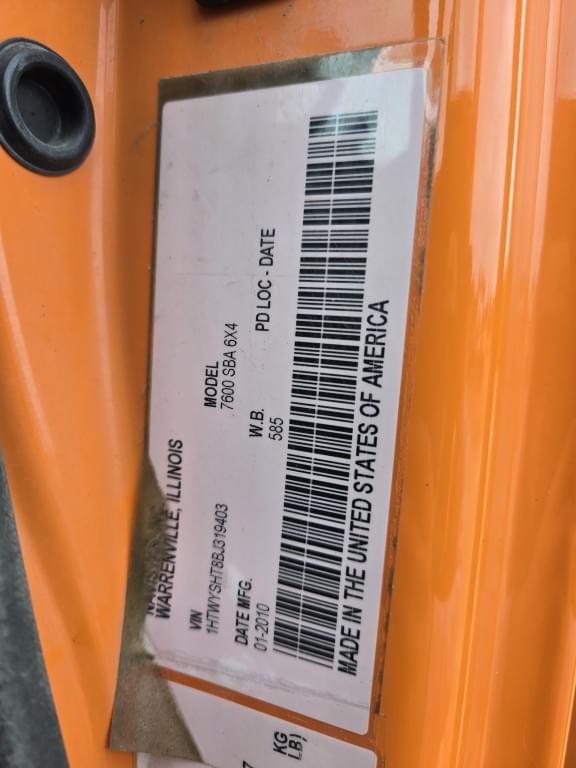 WARRENVILLE, ILLINOIS
VIN
1HTWYSHT8BJ319403
MODEL
7600 SBA 6X4
DATE MFG.
01-2010
W.B.
585
PD LOC - DATE
MADE IN THE UNITED STATES OF AMERICA
KG
LB)